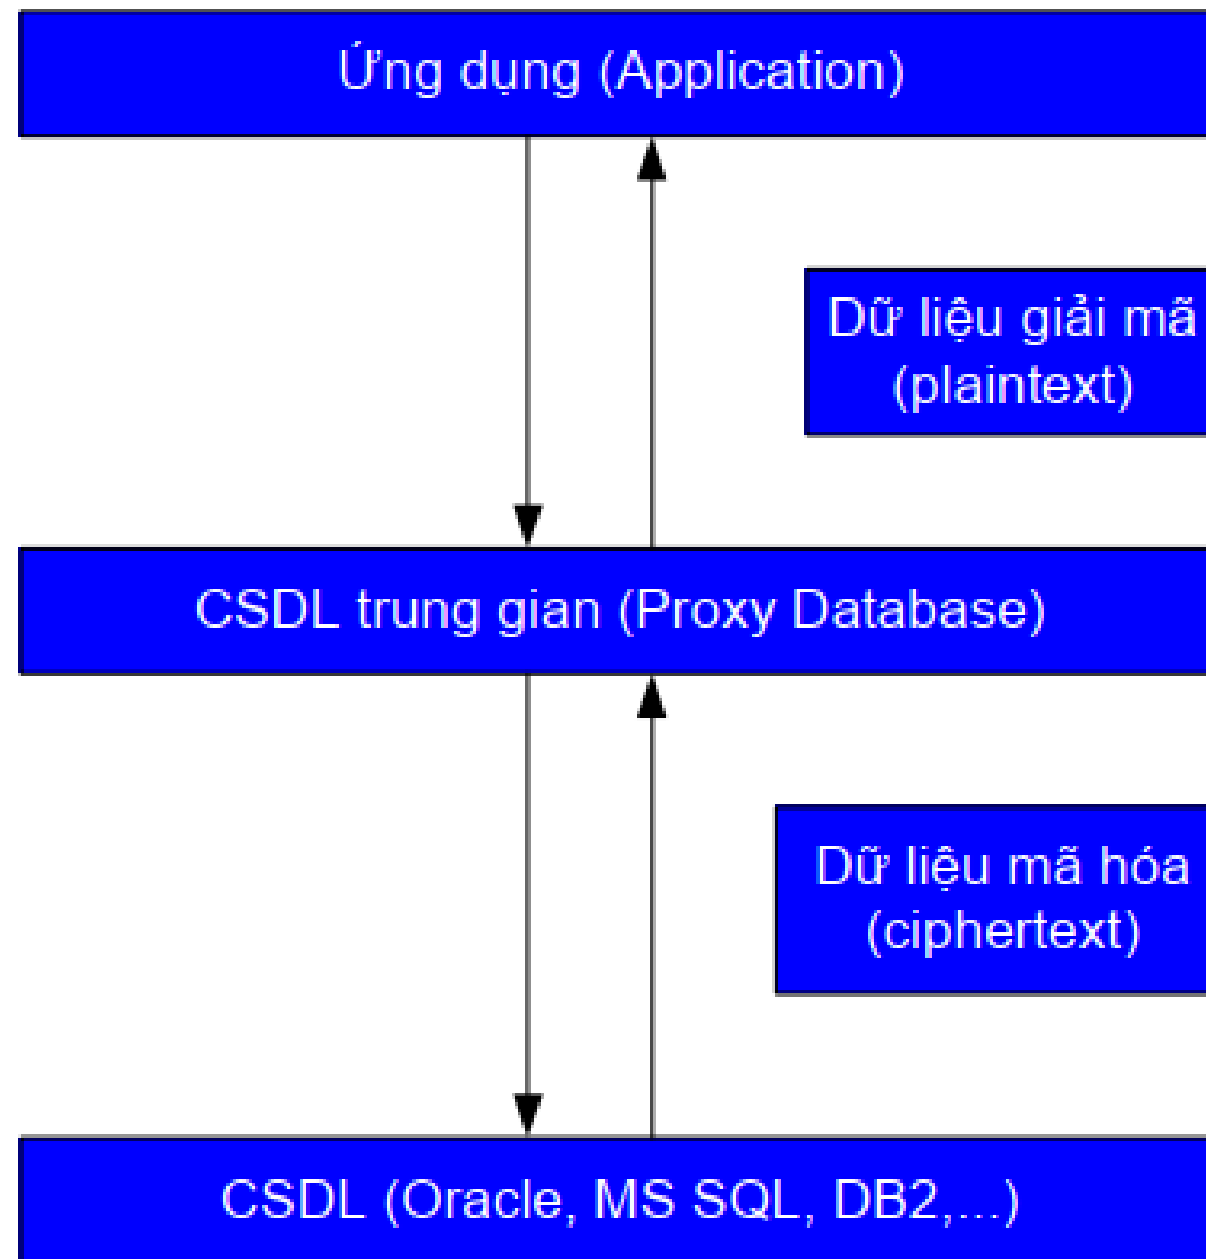 Ứng dụng (Application)
Dữ liệu giải mã
(plaintext)
CSDL trung gian (Proxy Database)
Dữ liệu mã hóa
(ciphertext)
CSDL (Oracle, MS SQL, DB2,...)